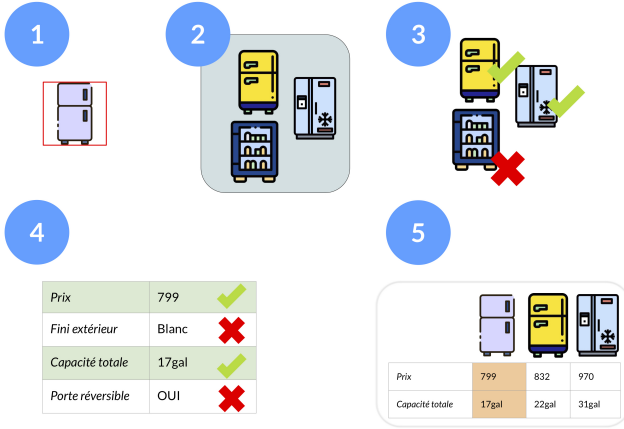 1
2
3
4
Prix 799
Fini extérieur Blanc
Capacité totale 17gal
Porte réversible OUI
5
Prix 799 832 970
Capacité totale 17gal 22gal 31gal